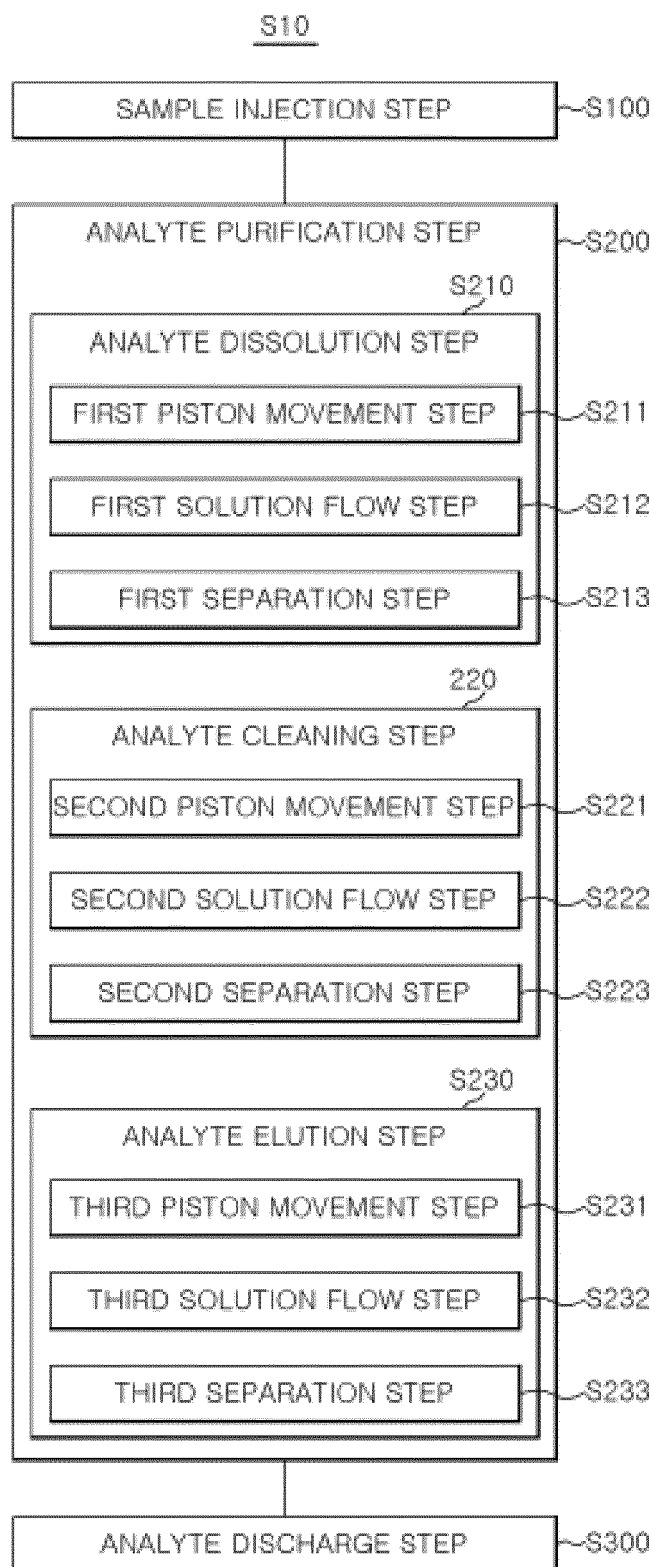 S10
SAMPLE INJECTION STEP S100
ANALYTE PURIFICATION STEP S200
S210
ANALYTE DISSOLUTION STEP
FIRST PISTON MOVEMENT STEP S211
FIRST SOLUTION FLOW STEP S212
FIRST SEPARATION STEP S213
220
ANALYTE CLEANING STEP
SECOND PISTON MOVEMENT STEP S221
SECOND SOLUTION FLOW STEP S222
SECOND SEPARATION STEP S223
S230
ANALYTE ELUTION STEP
THIRD PISTON MOVEMENT STEP S231
THIRD SOLUTION FLOW STEP S232
THIRD SEPARATION STEP S233
ANALYTE DISCHARGE STEP S300